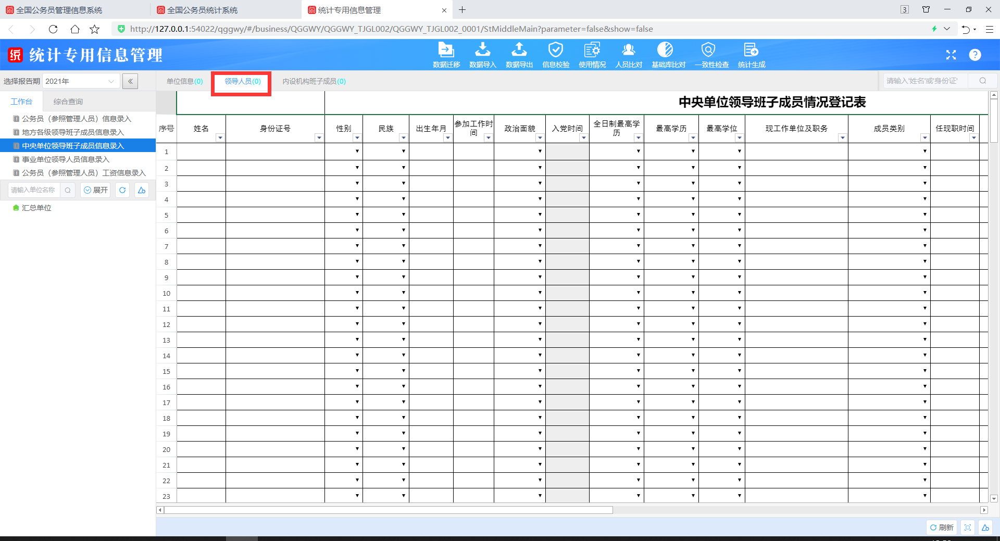 全国公务员管理信息系统
全国公务员统计系统
统计专用信息管理
3
http://127.0.0.1:54022/qggwy/#/business/QGGWY/QGGWY_TJGL002/QGGWY_TJGL002_0001/StMiddleMain?parameter=false&show=false
统 统计专用信息管理
数据迁移 数据导入 数据导出 信息校验 使用情况 人员比对 基础库比对 一致性检查 统计生成
选择报告期 2021年
单位信息(0) 领导人员(0) 内设机构班子成员(0)
请输入'姓名'或'身份证'
工作台 综合查询
公务员（参照管理人员）信息录入
地方各级领导班子成员信息录入
中央单位领导班子成员信息录入
事业单位领导人员信息录入
公务员（参照管理人员）工资信息录入
请输入单位名称 展开
汇总单位
中央单位领导班子成员情况登记表
序号 姓名 身份证号 性别 民族 出生年月 参加工作时间 政治面貌 入党时间 全日制最高学历 最高学历 最高学位 现工作单位及职务 成员类别 任现职时间
1
2
3
4
5
6
7
8
9
10
11
12
13
14
15
16
17
18
19
20
21
22
23
刷新